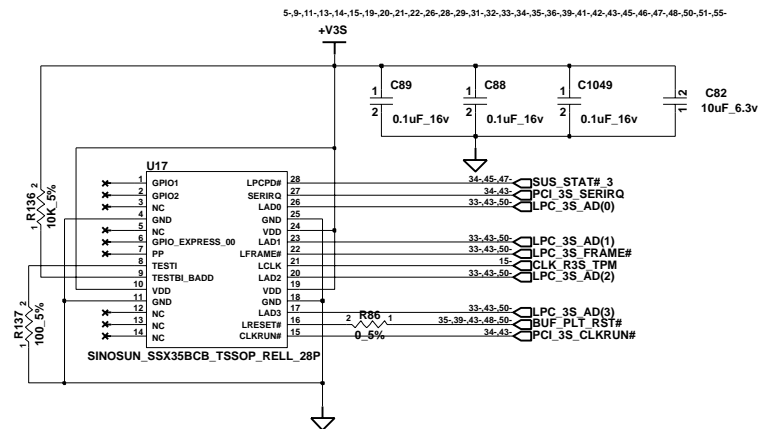 5-,9-,11-,13-,14-,15-,19-,20-,21-,22-,26-,28-,29-,31-,32-,33-,34-,35-,36-,39-,41-,42-,43-,45-,46-,47-,48-,50-,51-,55-
+V3S
C89
1
2
0.1uF_16v
C88
1
2
0.1uF_16v
C1049
1
2
0.1uF_16v
C82
2
1
10uF_6.3v
R136
2
1
10K_5%
R137
2
1
100_5%
U17
1 GPIO1 LPCPD# 28 34-,45-,47- SUS_STAT#_3
2 GPIO2 SERIRQ 27 34-,43- PCI_3S_SERIRQ
3 NC LAD0 26 33-,43-,50- LPC_3S_AD(0)
4 GND GND 25
5 NC VDD 24
6 GPIO_EXPRESS_00 LAD1 23 33-,43-,50- LPC_3S_AD(1)
7 PP LFRAME# 22 33-,43-,50- LPC_3S_FRAME#
8 TESTI LCLK 21 15- CLK_R3S_TPM
9 TESTBI_BADD LAD2 20 33-,43-,50- LPC_3S_AD(2)
10 VDD VDD 19
11 GND GND 18
12 NC LAD3 17 33-,43-,50- LPC_3S_AD(3)
13 NC LRESET# 16 2 R86 1 35-,39-,43-,48-,50- BUF_PLT_RST#
14 NC CLKRUN# 15 0_5% 34-,43- PCI_3S_CLKRUN#
SINOSUN_SSX35BCB_TSSOP_RELL_28P